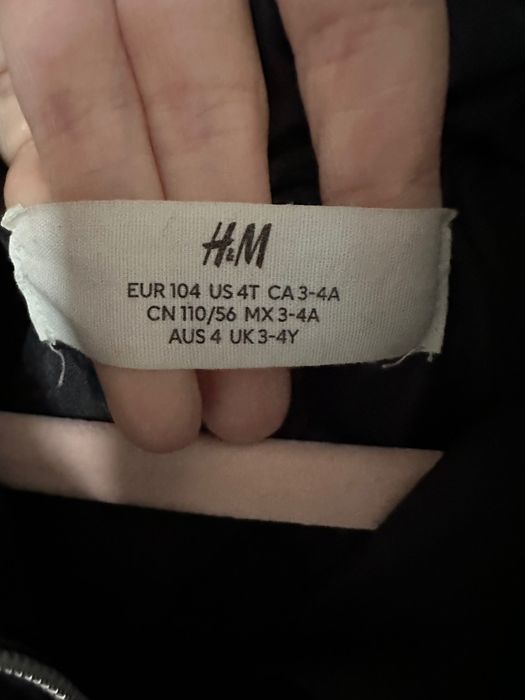 H&M
EUR 104 US 4T CA 3-4A
CN 110/56 MX 3-4A
AUS 4 UK 3-4Y